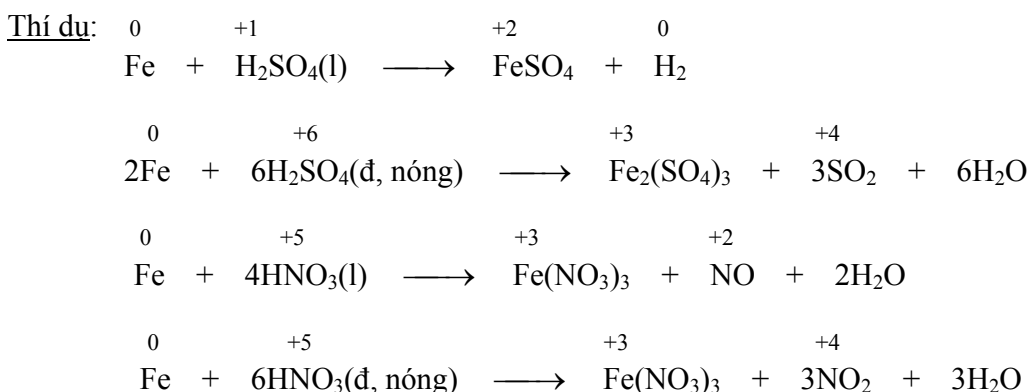 Thí dụ: 0 +1 +2 0
Fe + H₂SO₄(l) ⟶ FeSO₄ + H₂
0 +6 +3 +4
2Fe + 6H₂SO₄(đ, nóng) ⟶ Fe₂(SO₄)₃ + 3SO₂ + 6H₂O
0 +5 +3 +2
Fe + 4HNO₃(l) ⟶ Fe(NO₃)₃ + NO + 2H₂O
0 +5 +3 +4
Fe + 6HNO₃(đ, nóng) ⟶ Fe(NO₃)₃ + 3NO₂ + 3H₂O